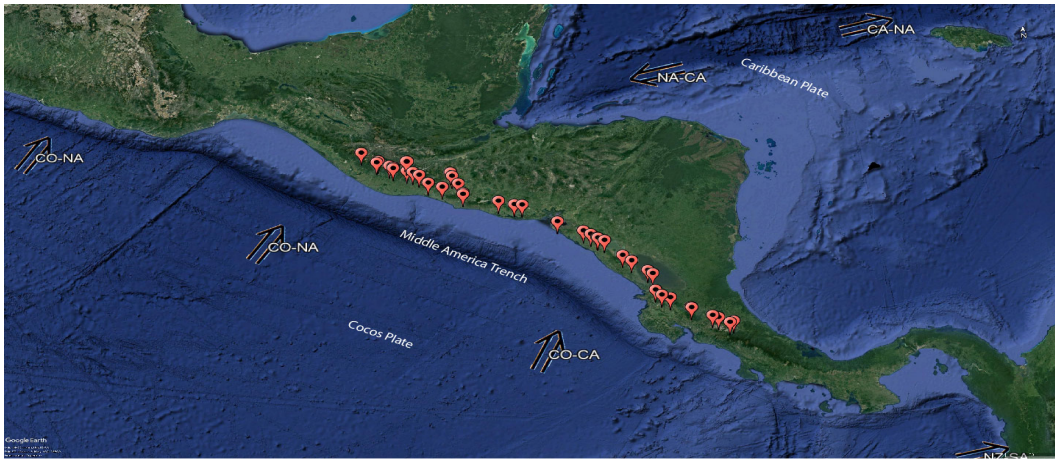 CA-NA
N
Caribbean Plate
NA-CA
CO-NA
CO-NA
Middle America Trench
Cocos Plate
CO-CA
Google Earth